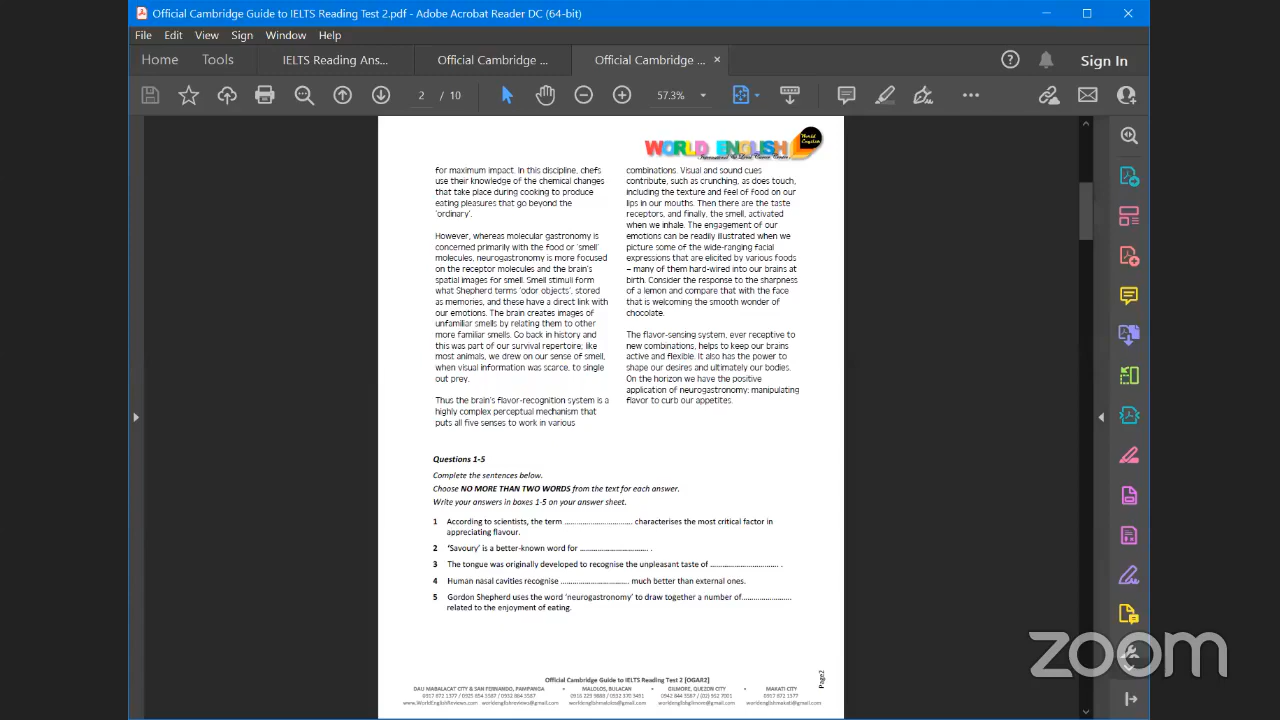 Official Cambridge Guide to IELTS Reading Test 2.pdf - Adobe Acrobat Reader DC (64-bit)
File Edit View Sign Window Help
Home Tools IELTS Reading Ans... Official Cambridge ... Official Cambridge ... × Sign In
2 / 10 57.3%
WORLD ENGLISH
for maximum impact. In this discipline, chefs
use their knowledge of the chemical changes
that take place during cooking to produce
eating pleasures that go beyond the
'ordinary'.
However, whereas molecular gastronomy is
concerned primarily with the food or 'smell'
molecules, neurogastronomy is more focused
on the receptor molecules and the brain's
spatial images for smell. Smell stimuli form
what Shepherd terms 'odor objects', stored
as memories, and these have a direct link with
our emotions. The brain creates images of
unfamiliar smells by relating them to other
more familiar smells. Go back in history and
this was part of our survival repertoire; like
most animals, we drew on our sense of smell,
when visual information was scarce, to single
out prey.
Thus the brain's flavor-recognition system is a
highly complex perceptual mechanism that
puts all five senses to work in various
combinations. Visual and sound cues
contribute, such as crunching, as does touch,
including the texture and feel of food on our
lips in our mouths. Then there are the taste
receptors, and finally, the smell, activated
when we inhale. The engagement of our
emotions can be readily illustrated when we
picture some of the wide-ranging facial
expressions that are elicited by various foods
– many of them hard-wired into our brains at
birth. Consider the response to the sharpness
of a lemon and compare that with the face
that is welcoming the smooth wonder of
chocolate.
The flavor-sensing system, ever receptive to
new combinations, helps to keep our brains
active and flexible. It also has the power to
shape our desires and ultimately our bodies.
On the horizon we have the positive
application of neurogastronomy: manipulating
flavor to curb our appetites.
Questions 1-5
Complete the sentences below.
Choose NO MORE THAN TWO WORDS from the text for each answer.
Write your answers in boxes 1-5 on your answer sheet.
1 According to scientists, the term ................................ characterises the most critical factor in
appreciating flavour.
2 'Savoury' is a better-known word for ................................ .
3 The tongue was originally developed to recognise the unpleasant taste of ................................ .
4 Human nasal cavities recognise ................................ much better than external ones.
5 Gordon Shepherd uses the word 'neurogastronomy' to draw together a number of........................
related to the enjoyment of eating.
Page2
Official Cambridge Guide to IELTS Reading Test 2 [OGAR2]
DAU MABALACAT CITY & SAN FERNANDO, PAMPANGA • MALOLOS, BULACAN • GILMORE, QUEZON CITY • MAKATI CITY
zoom